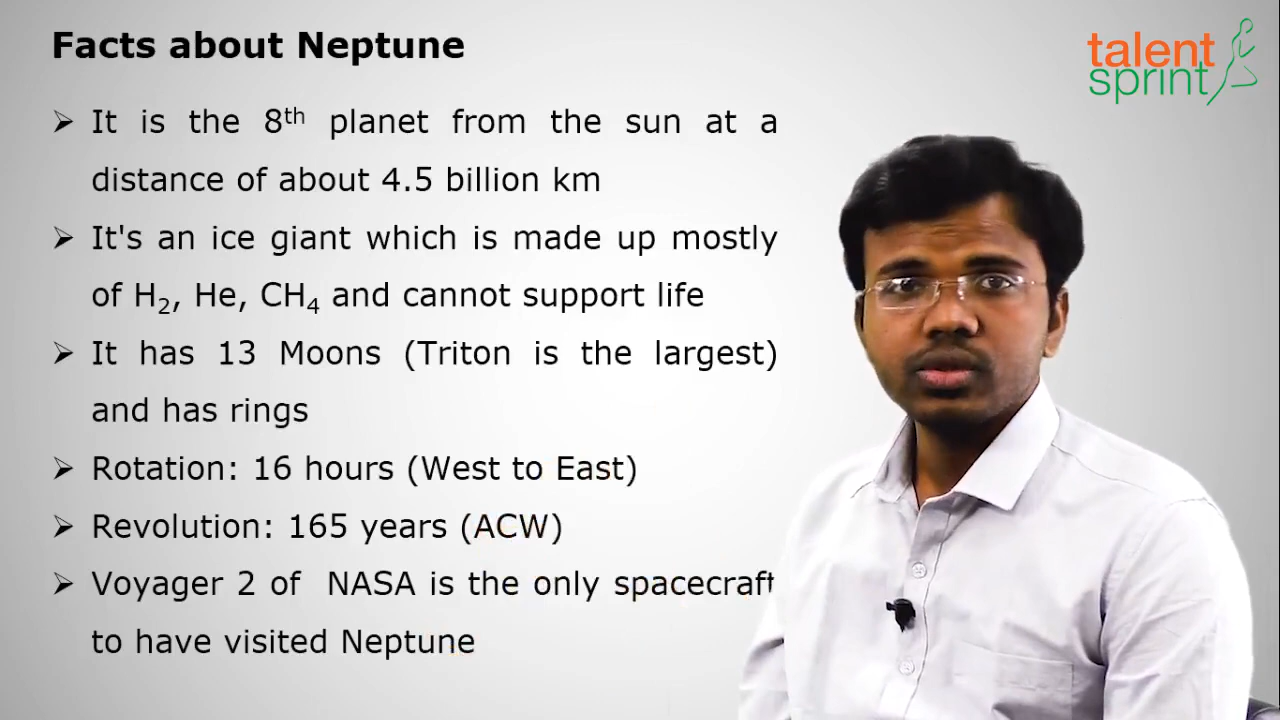 Facts about Neptune
talent
sprint
➢ It is the 8th planet from the sun at a
distance of about 4.5 billion km
➢ It's an ice giant which is made up mostly
of H₂, He, CH₄ and cannot support life
➢ It has 13 Moons (Triton is the largest)
and has rings
➢ Rotation: 16 hours (West to East)
➢ Revolution: 165 years (ACW)
➢ Voyager 2 of NASA is the only spacecraft
to have visited Neptune